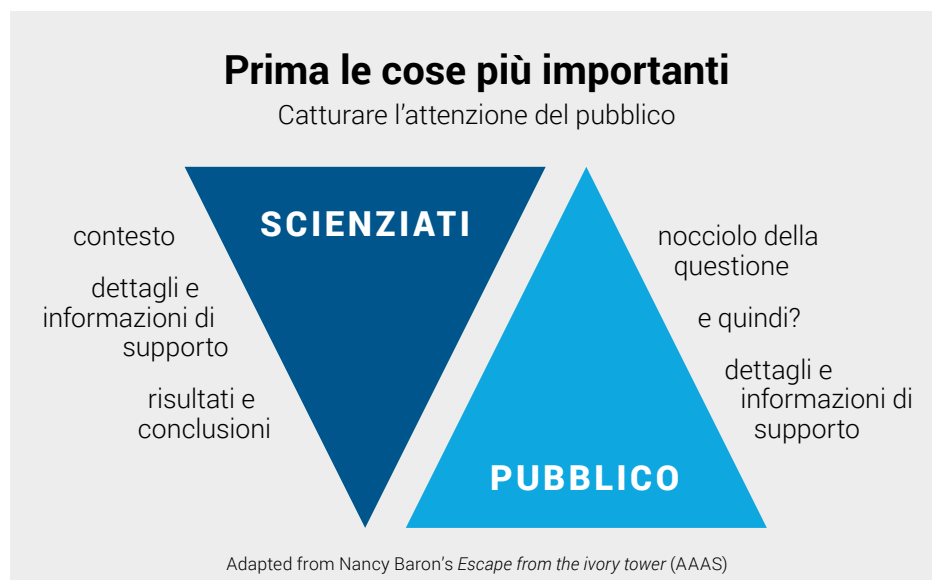 Prima le cose più importanti
Catturare l'attenzione del pubblico
SCIENZIATI
contesto
dettagli e
informazioni di
supporto
risultati e
conclusioni
nocciolo della
questione
e quindi?
dettagli e
informazioni di
supporto
PUBBLICO
Adapted from Nancy Baron's Escape from the ivory tower (AAAS)